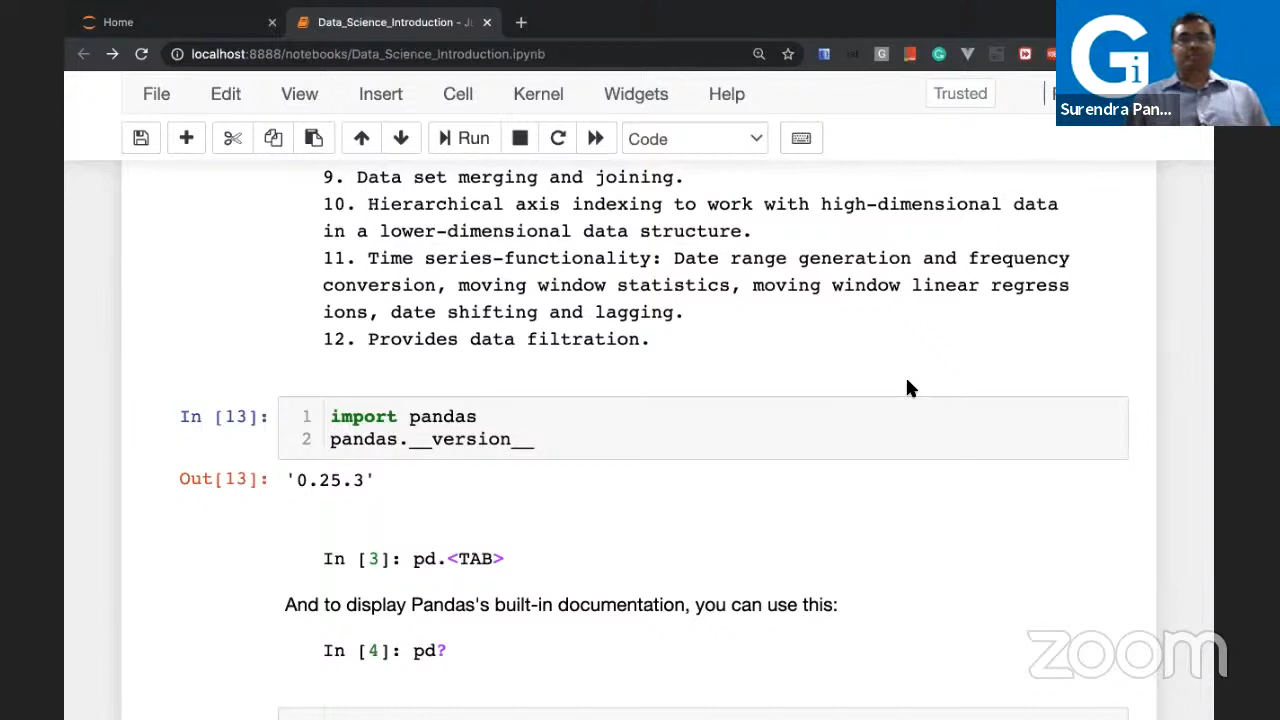 Home
Data_Science_Introduction - Ju
localhost:8888/notebooks/Data_Science_Introduction.ipynb
Gi
Surendra Pan...
File Edit View Insert Cell Kernel Widgets Help Trusted
Run Code
9. Data set merging and joining.
10. Hierarchical axis indexing to work with high-dimensional data
in a lower-dimensional data structure.
11. Time series-functionality: Date range generation and frequency
conversion, moving window statistics, moving window linear regress
ions, date shifting and lagging.
12. Provides data filtration.
In [13]: 1 import pandas
2 pandas.__version__
Out[13]: '0.25.3'
In [3]: pd.<TAB>
And to display Pandas's built-in documentation, you can use this:
In [4]: pd?
zoom